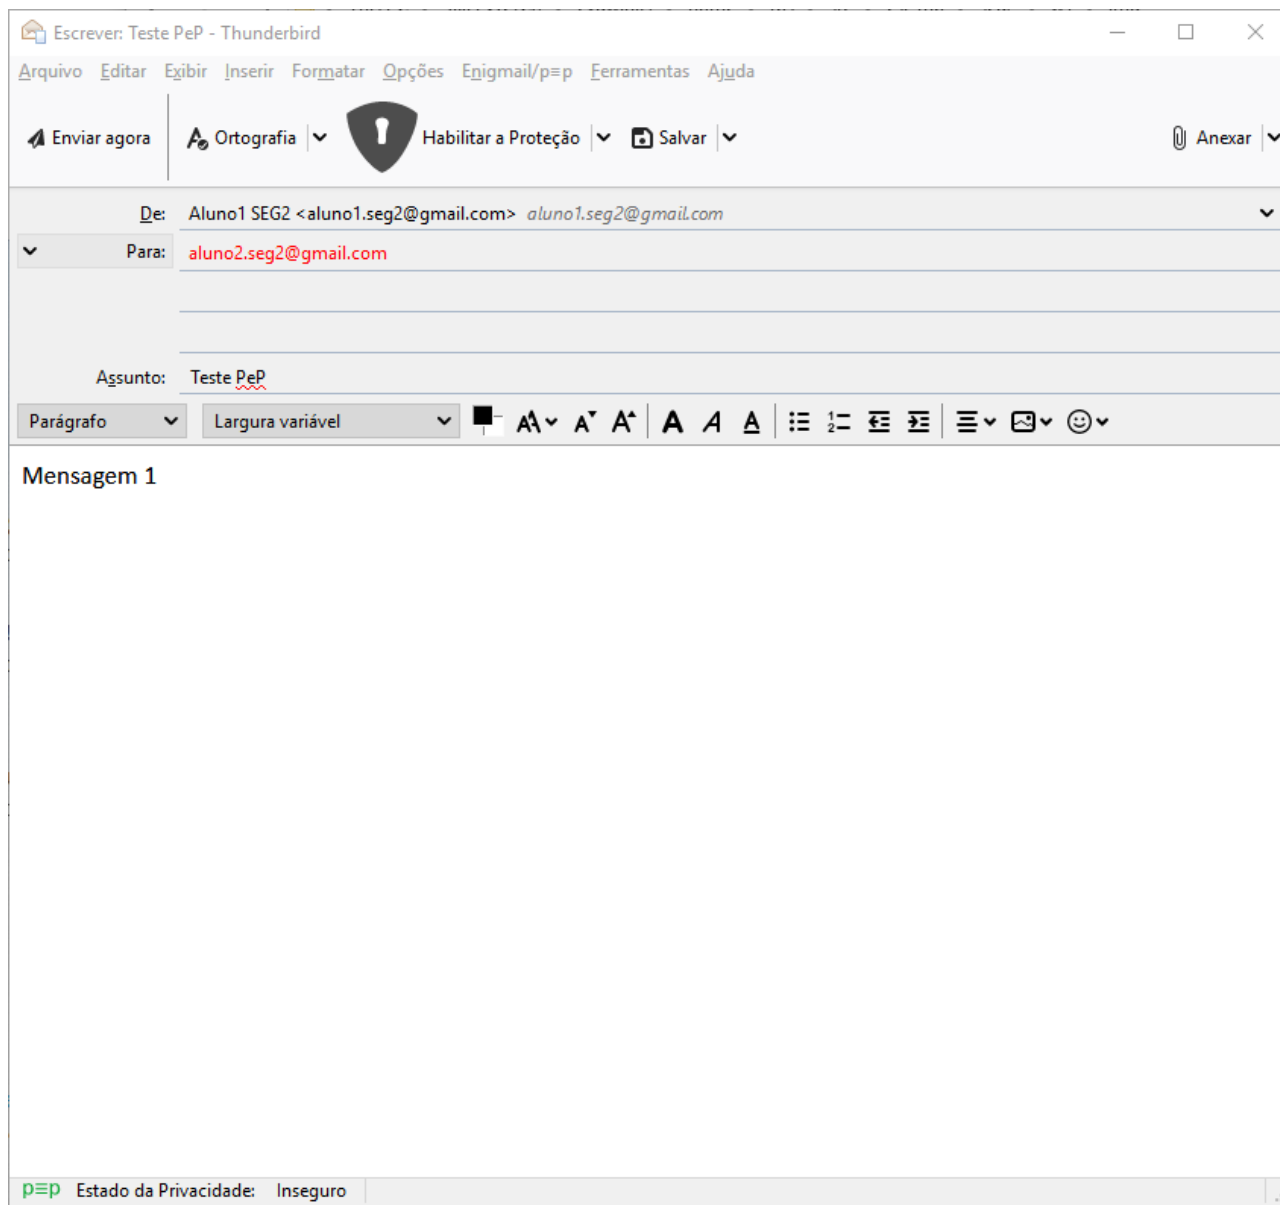 Escrever: Teste PeP - Thunderbird
Arquivo Editar Exibir Inserir Formatar Opções Enigmail/p≡p Ferramentas Ajuda
Enviar agora Ortografia Habilitar a Proteção Salvar Anexar
De: Aluno1 SEG2 <aluno1.seg2@gmail.com> aluno1.seg2@gmail.com
Para: aluno2.seg2@gmail.com
Assunto: Teste PeP
Parágrafo Largura variável
Mensagem 1
p≡p Estado da Privacidade: Inseguro